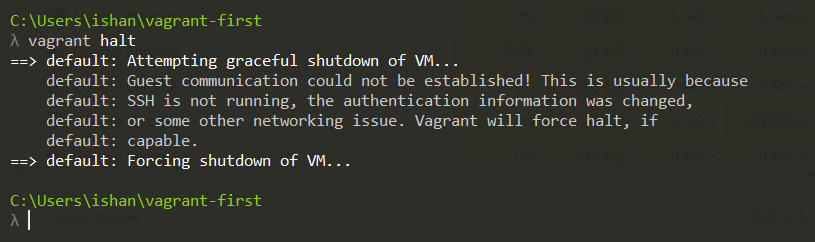 C:\Users\ishan\vagrant-first
λ vagrant halt
==> default: Attempting graceful shutdown of VM...
    default: Guest communication could not be established! This is usually because
    default: SSH is not running, the authentication information was changed,
    default: or some other networking issue. Vagrant will force halt, if
    default: capable.
==> default: Forcing shutdown of VM...
C:\Users\ishan\vagrant-first
λ
Fewer details